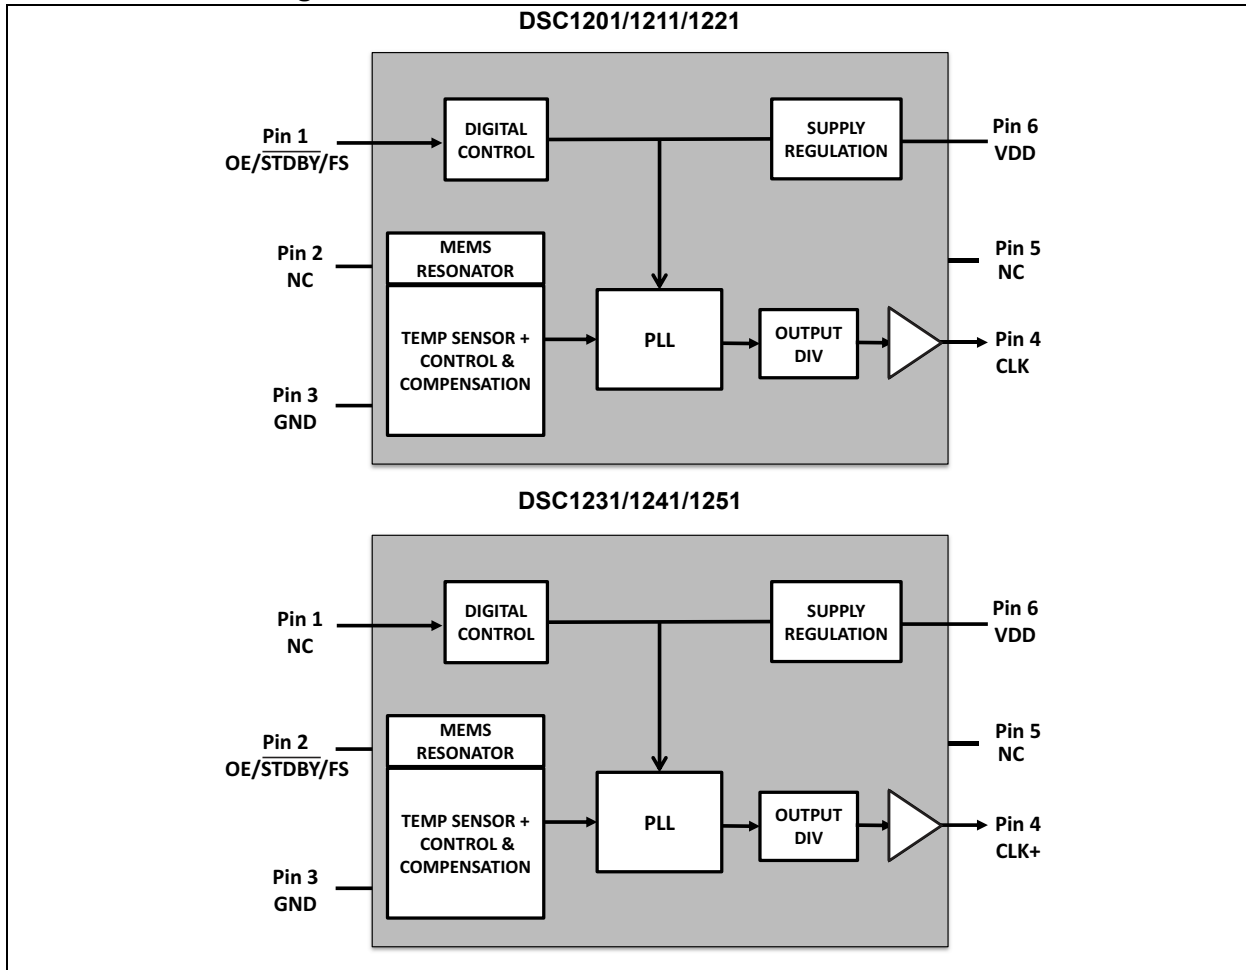 DSC1201/1211/1221
Pin 1
OE/STDBY/FS
DIGITAL
CONTROL
SUPPLY
REGULATION
Pin 6
VDD
Pin 2
NC
MEMS
RESONATOR
Pin 5
NC
TEMP SENSOR +
CONTROL &
COMPENSATION
PLL
OUTPUT
DIV
Pin 4
CLK
Pin 3
GND
DSC1231/1241/1251
Pin 1
NC
DIGITAL
CONTROL
SUPPLY
REGULATION
Pin 6
VDD
Pin 2
OE/STDBY/FS
MEMS
RESONATOR
Pin 5
NC
TEMP SENSOR +
CONTROL &
COMPENSATION
PLL
OUTPUT
DIV
Pin 4
CLK+
Pin 3
GND